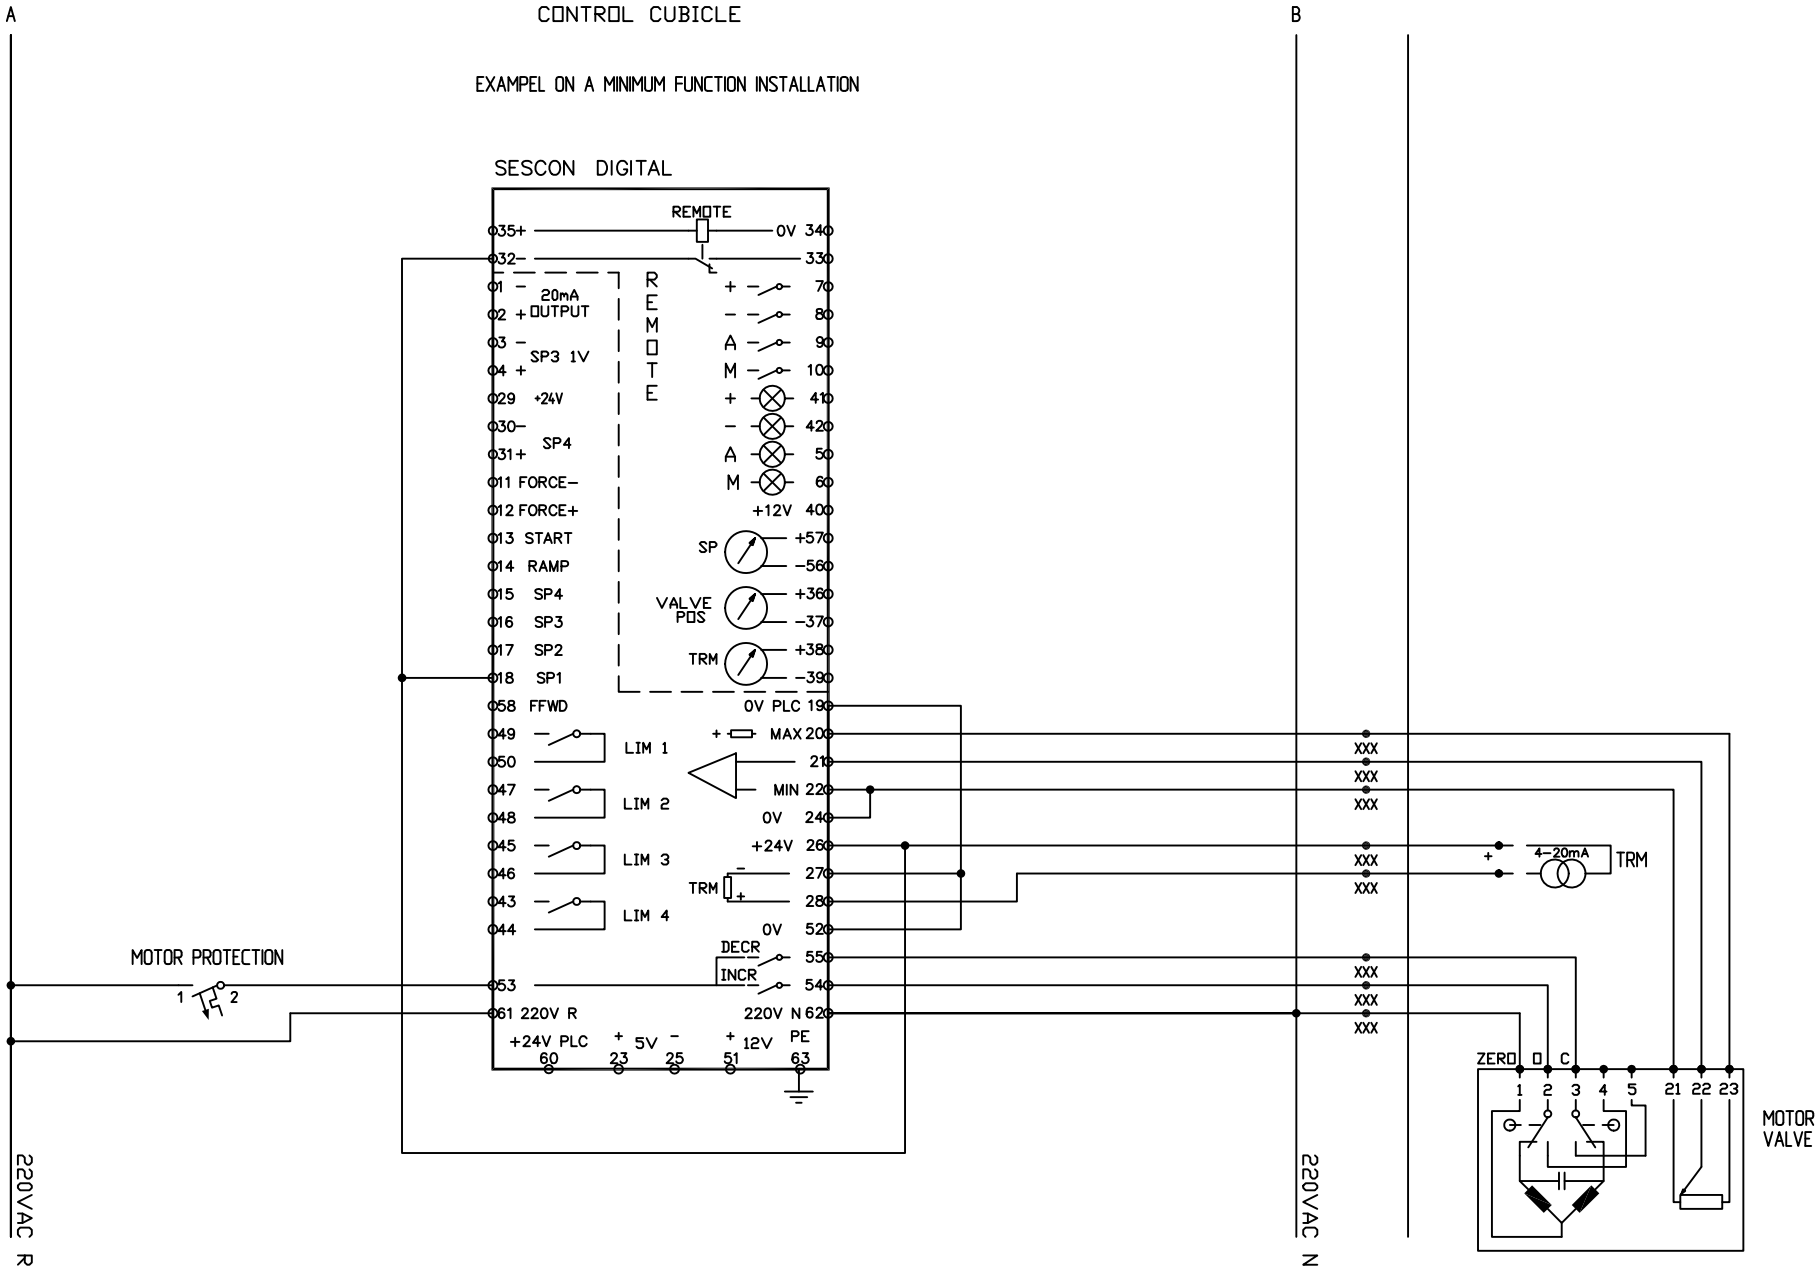 A CONTROL CUBICLE B
EXAMPEL ON A MINIMUM FUNCTION INSTALLATION
SESCON DIGITAL
REMOTE
35+ 0V 34
32- 33
REMOTE
1 - + 7
20mA
2 + OUTPUT - 8
3 - A 9
SP3 1V
4 + M 10
29 +24V + 41
30- - 42
SP4
31+ A 5
11 FORCE- M 6
12 FORCE+ +12V 40
13 START +57
SP
14 RAMP -56
15 SP4 +36
VALVE
POS
16 SP3 -37
17 SP2 +38
TRM
18 SP1 -39
58 FFWD 0V PLC 19
49 + MAX 20
LIM 1 XXX
50 21
XXX
47 MIN 22
LIM 2 XXX
48 0V 24
45 +24V 26
LIM 3 XXX + 4-20mA TRM
46 - 27
TRM XXX
43 + 28
LIM 4
44 0V 52
MOTOR PROTECTION DECR 55
XXX
INCR
53 54
1 2 XXX
61 220V R 220V N 62
XXX
+24V PLC + 5V - + 12V PE
60 23 25 51 63
ZERO O C
1 2 3 4 5 21 22 23
MOTOR
VALVE
220VAC R
220VAC N